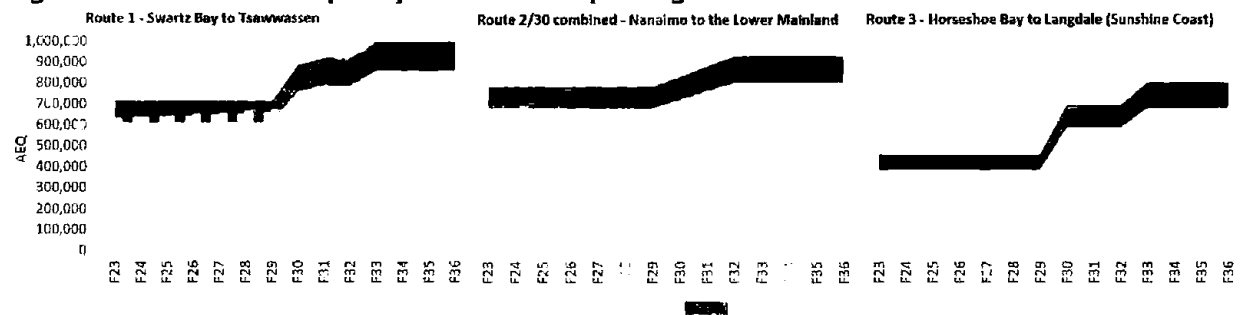 Route 1 - Swartz Bay to Tsawwassen
Route 2/30 combined - Nanaimo to the Lower Mainland
Route 3 - Horseshoe Bay to Langdale (Sunshine Coast)
1,000,000
900,000
800,000
700,000
600,000
500,000
400,000
300,000
200,000
100,000
0
AEQ
F23 F24 F25 F26 F27 F28 F29 F30 F31 F32 F33 F34 F35 F36
F23 F24 F25 F26 F27 F29 F30 F31 F32 F33 F35 F36
F23 F24 F25 F26 F27 F28 F29 F30 F31 F32 F33 F34 F35 F36